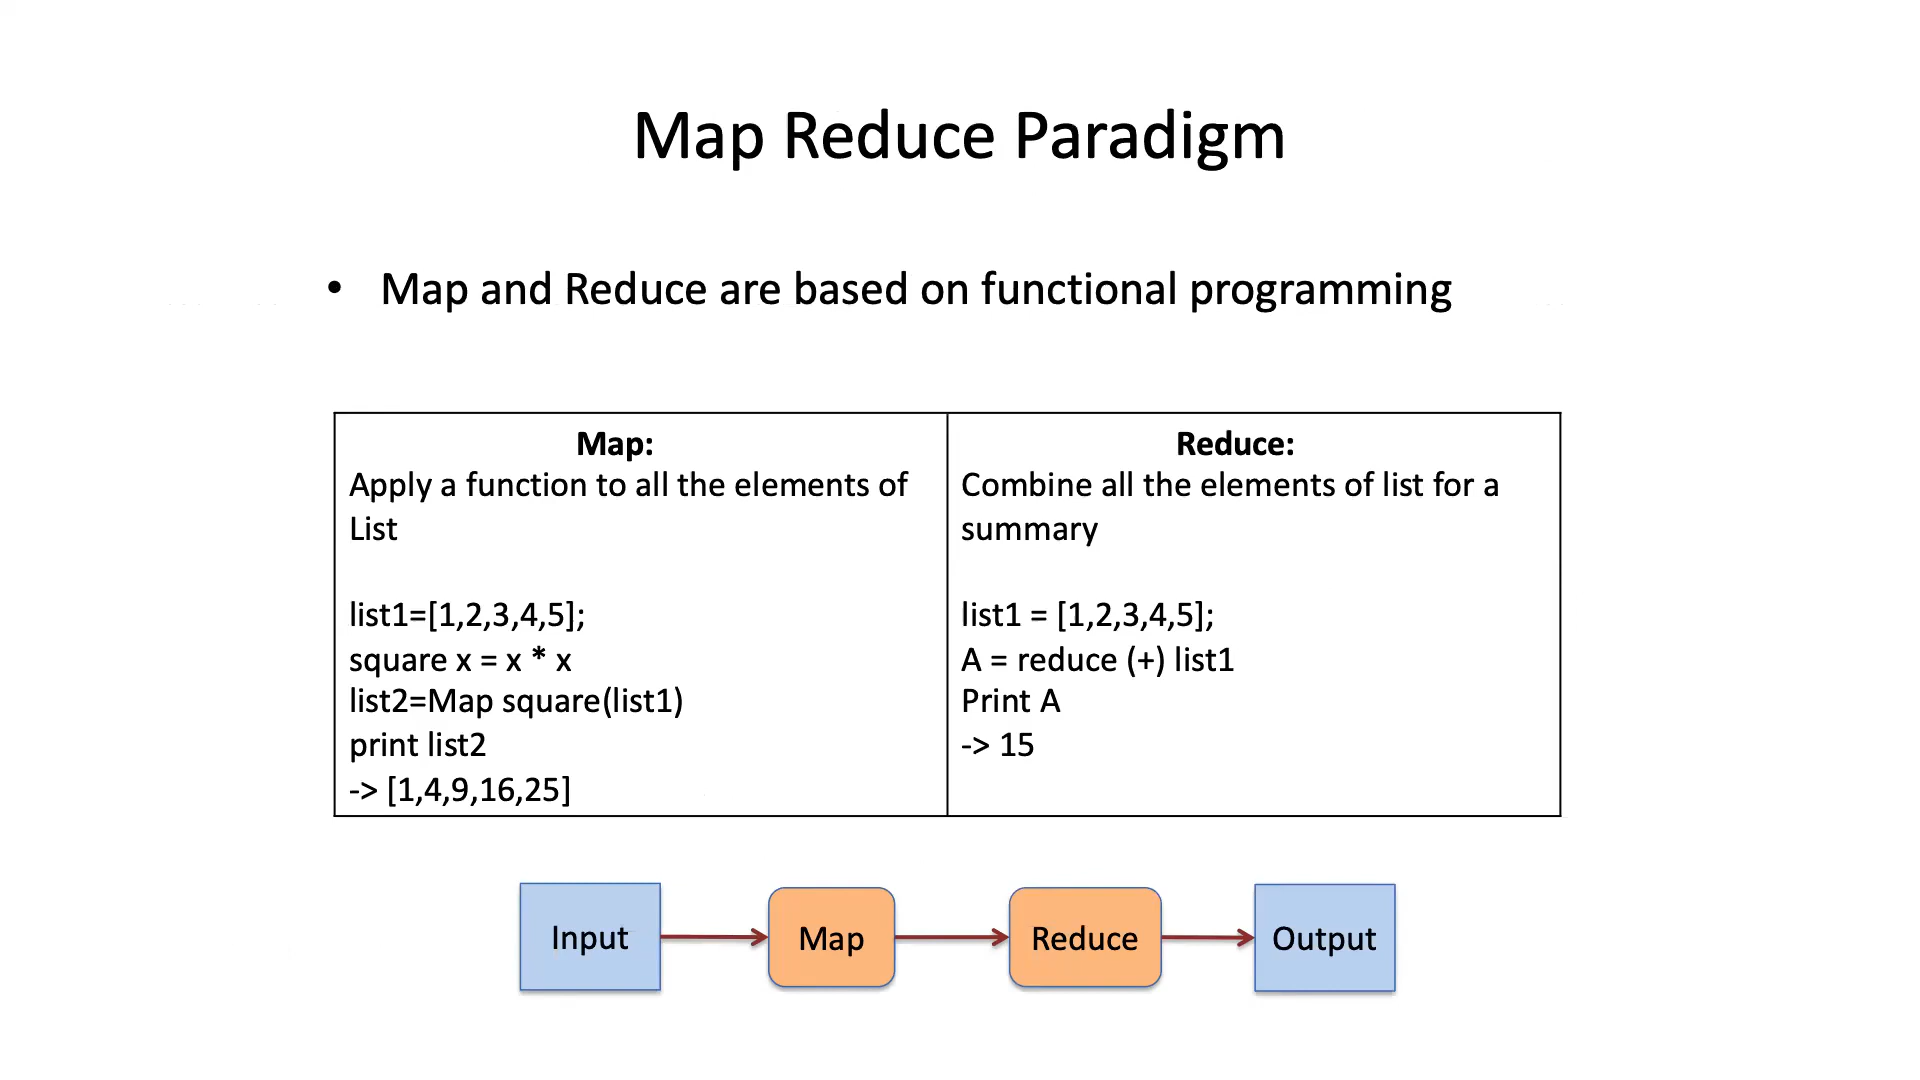 Map Reduce Paradigm
• Map and Reduce are based on functional programming
Map:
Apply a function to all the elements of
List
list1=[1,2,3,4,5];
square x = x * x
list2=Map square(list1)
print list2
-> [1,4,9,16,25]
Reduce:
Combine all the elements of list for a
summary
list1 = [1,2,3,4,5];
A = reduce (+) list1
Print A
-> 15
Input
Map
Reduce
Output